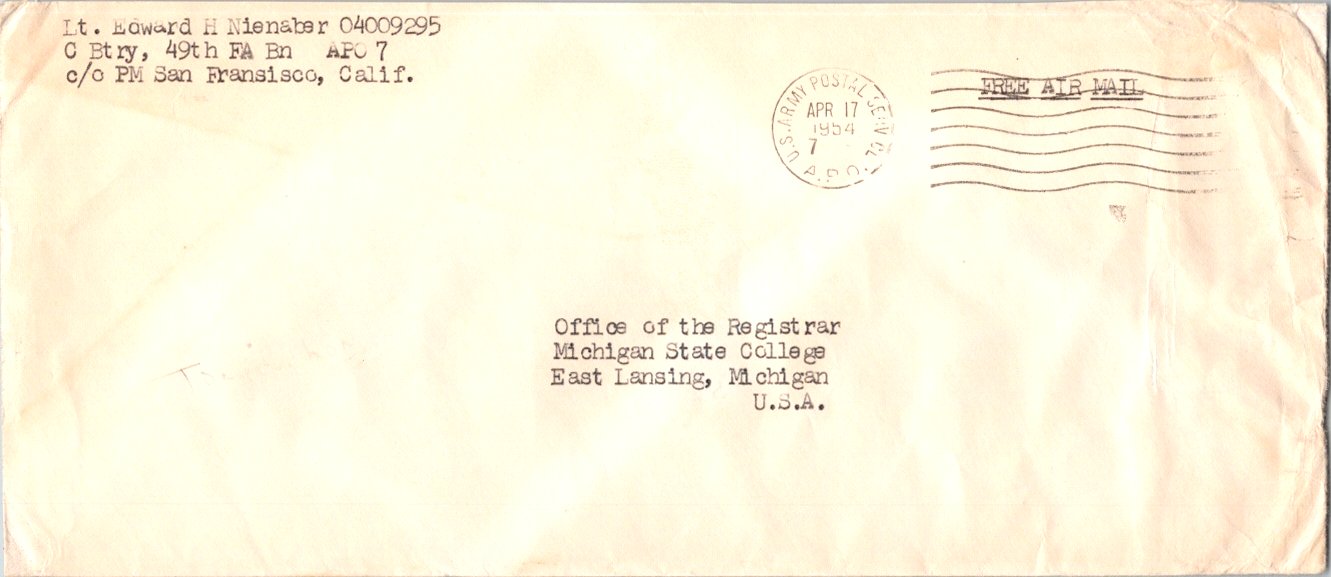 Lt. Edward H Nienaber 04009295
C Btry, 49th FA Bn APO 7
c/o PM San Fransisco, Calif.
U.S. ARMY POSTAL SERVICE
APR 17
1954
7
A.P.O.
FREE AIR MAIL
Office of the Registrar
Michigan State College
East Lansing, Michigan
U.S.A.